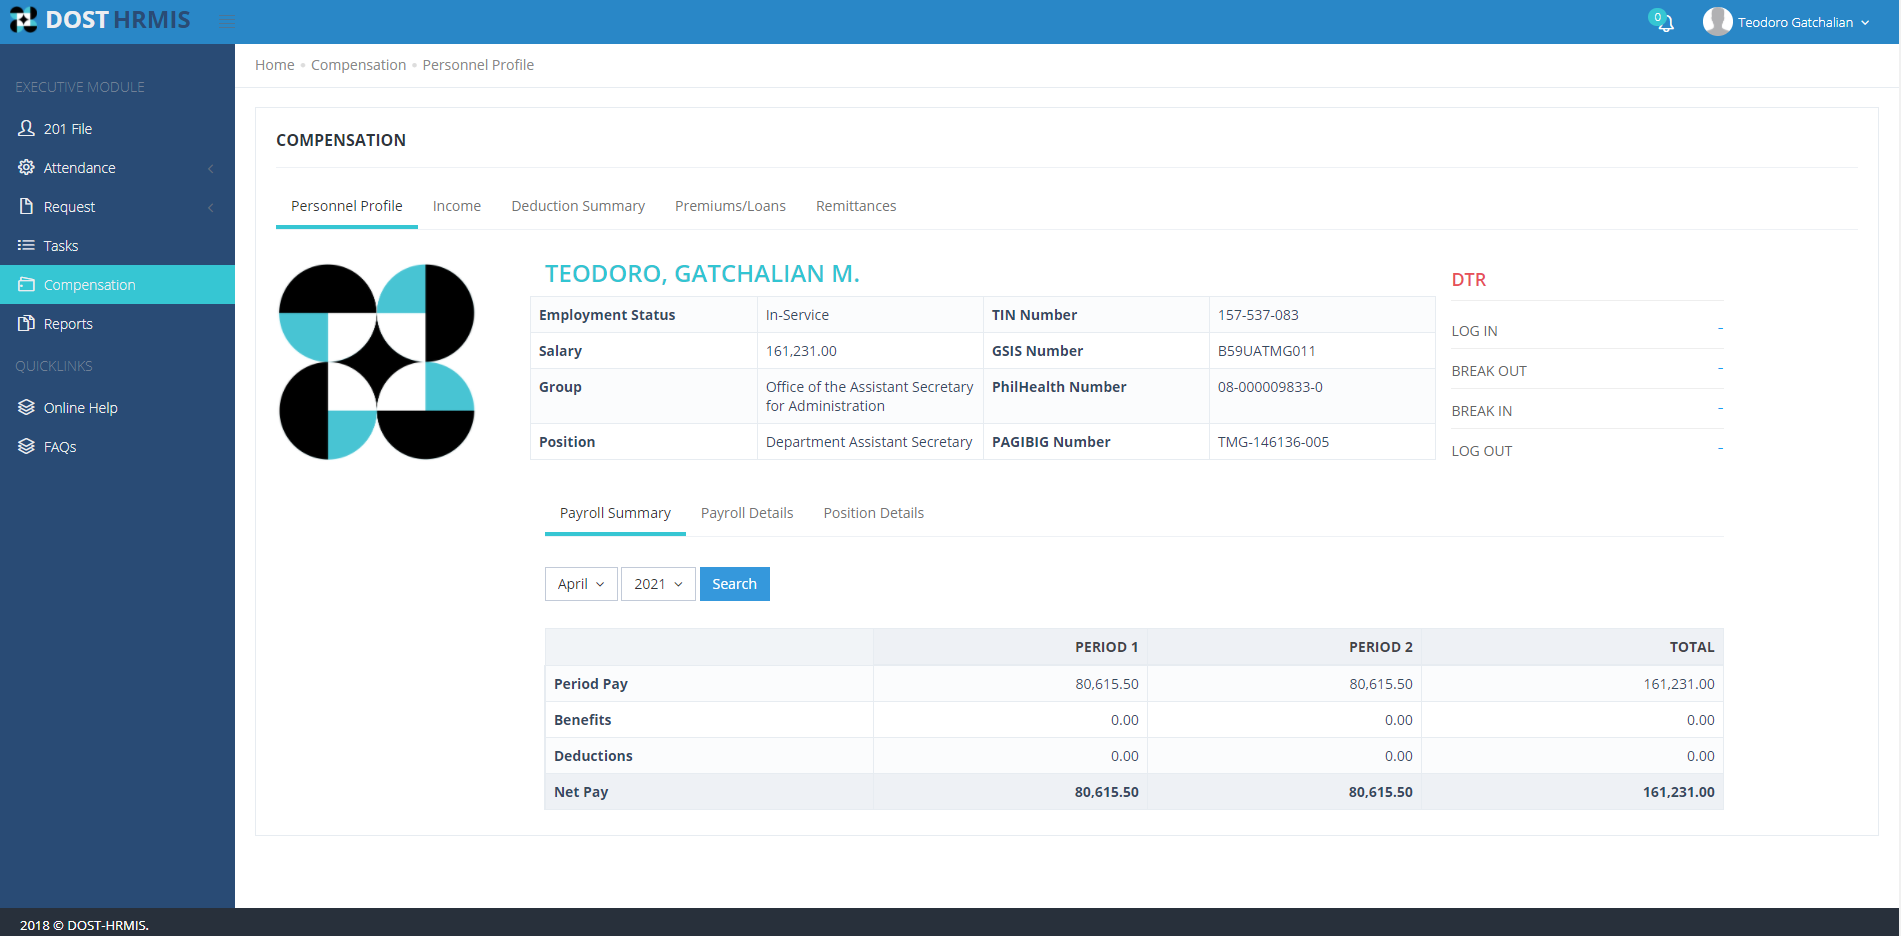 DOST HRMIS
0
Teodoro Gatchalian
Home • Compensation • Personnel Profile
EXECUTIVE MODULE
201 File
Attendance
Request
Tasks
Compensation
Reports
QUICKLINKS
Online Help
FAQs
COMPENSATION
Personnel Profile Income Deduction Summary Premiums/Loans Remittances
TEODORO, GATCHALIAN M.
Employment Status In-Service TIN Number 157-537-083
Salary 161,231.00 GSIS Number B59UATMG011
Group Office of the Assistant Secretary PhilHealth Number 08-000009833-0
for Administration
Position Department Assistant Secretary PAGIBIG Number TMG-146136-005
DTR
LOG IN -
BREAK OUT -
BREAK IN -
LOG OUT -
Payroll Summary Payroll Details Position Details
April 2021 Search
PERIOD 1 PERIOD 2 TOTAL
Period Pay 80,615.50 80,615.50 161,231.00
Benefits 0.00 0.00 0.00
Deductions 0.00 0.00 0.00
Net Pay 80,615.50 80,615.50 161,231.00
2018 © DOST-HRMIS.